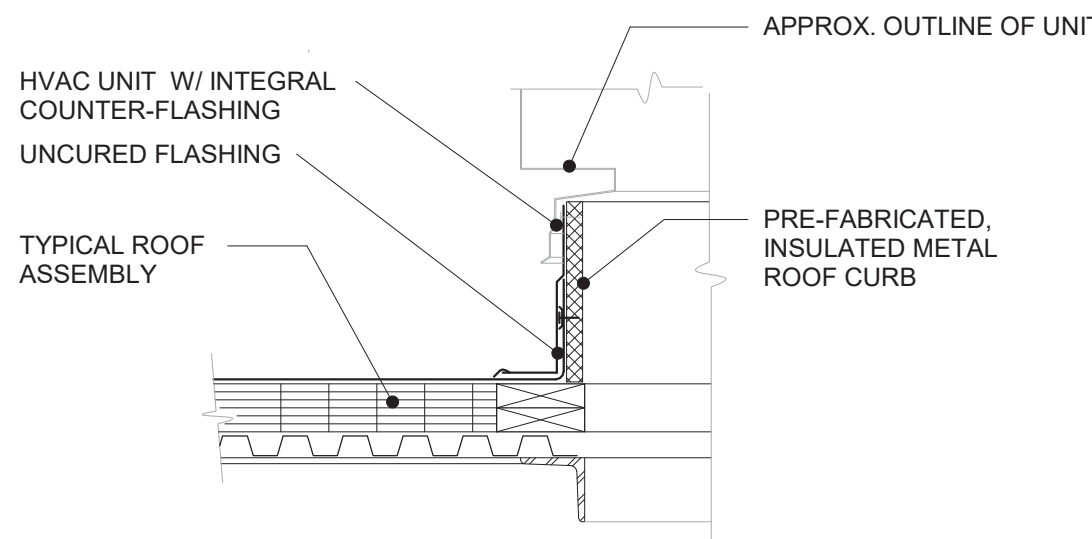 APPROX. OUTLINE OF UNIT
HVAC UNIT W/ INTEGRAL
COUNTER-FLASHING
UNCURED FLASHING
TYPICAL ROOF
ASSEMBLY
PRE-FABRICATED,
INSULATED METAL
ROOF CURB